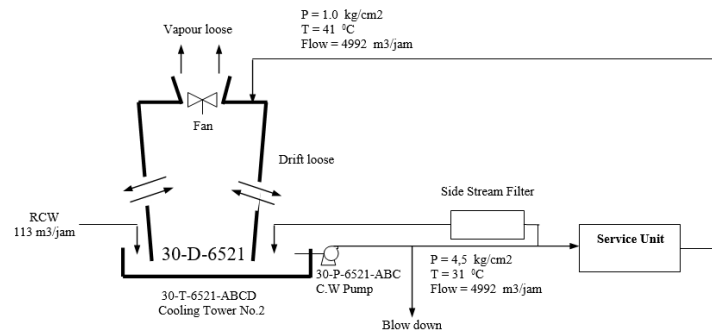 P = 1.0 kg/cm2
T = 41 ⁰C
Flow = 4992 m3/jam
Vapour loose
Fan
Drift loose
Side Stream Filter
RCW
113 m3/jam
30-D-6521
Service Unit
30-P-6521-ABC
C.W Pump
P = 4,5 kg/cm2
T = 31 ⁰C
Flow = 4992 m3/jam
30-T-6521-ABCD
Cooling Tower No.2
Blow down